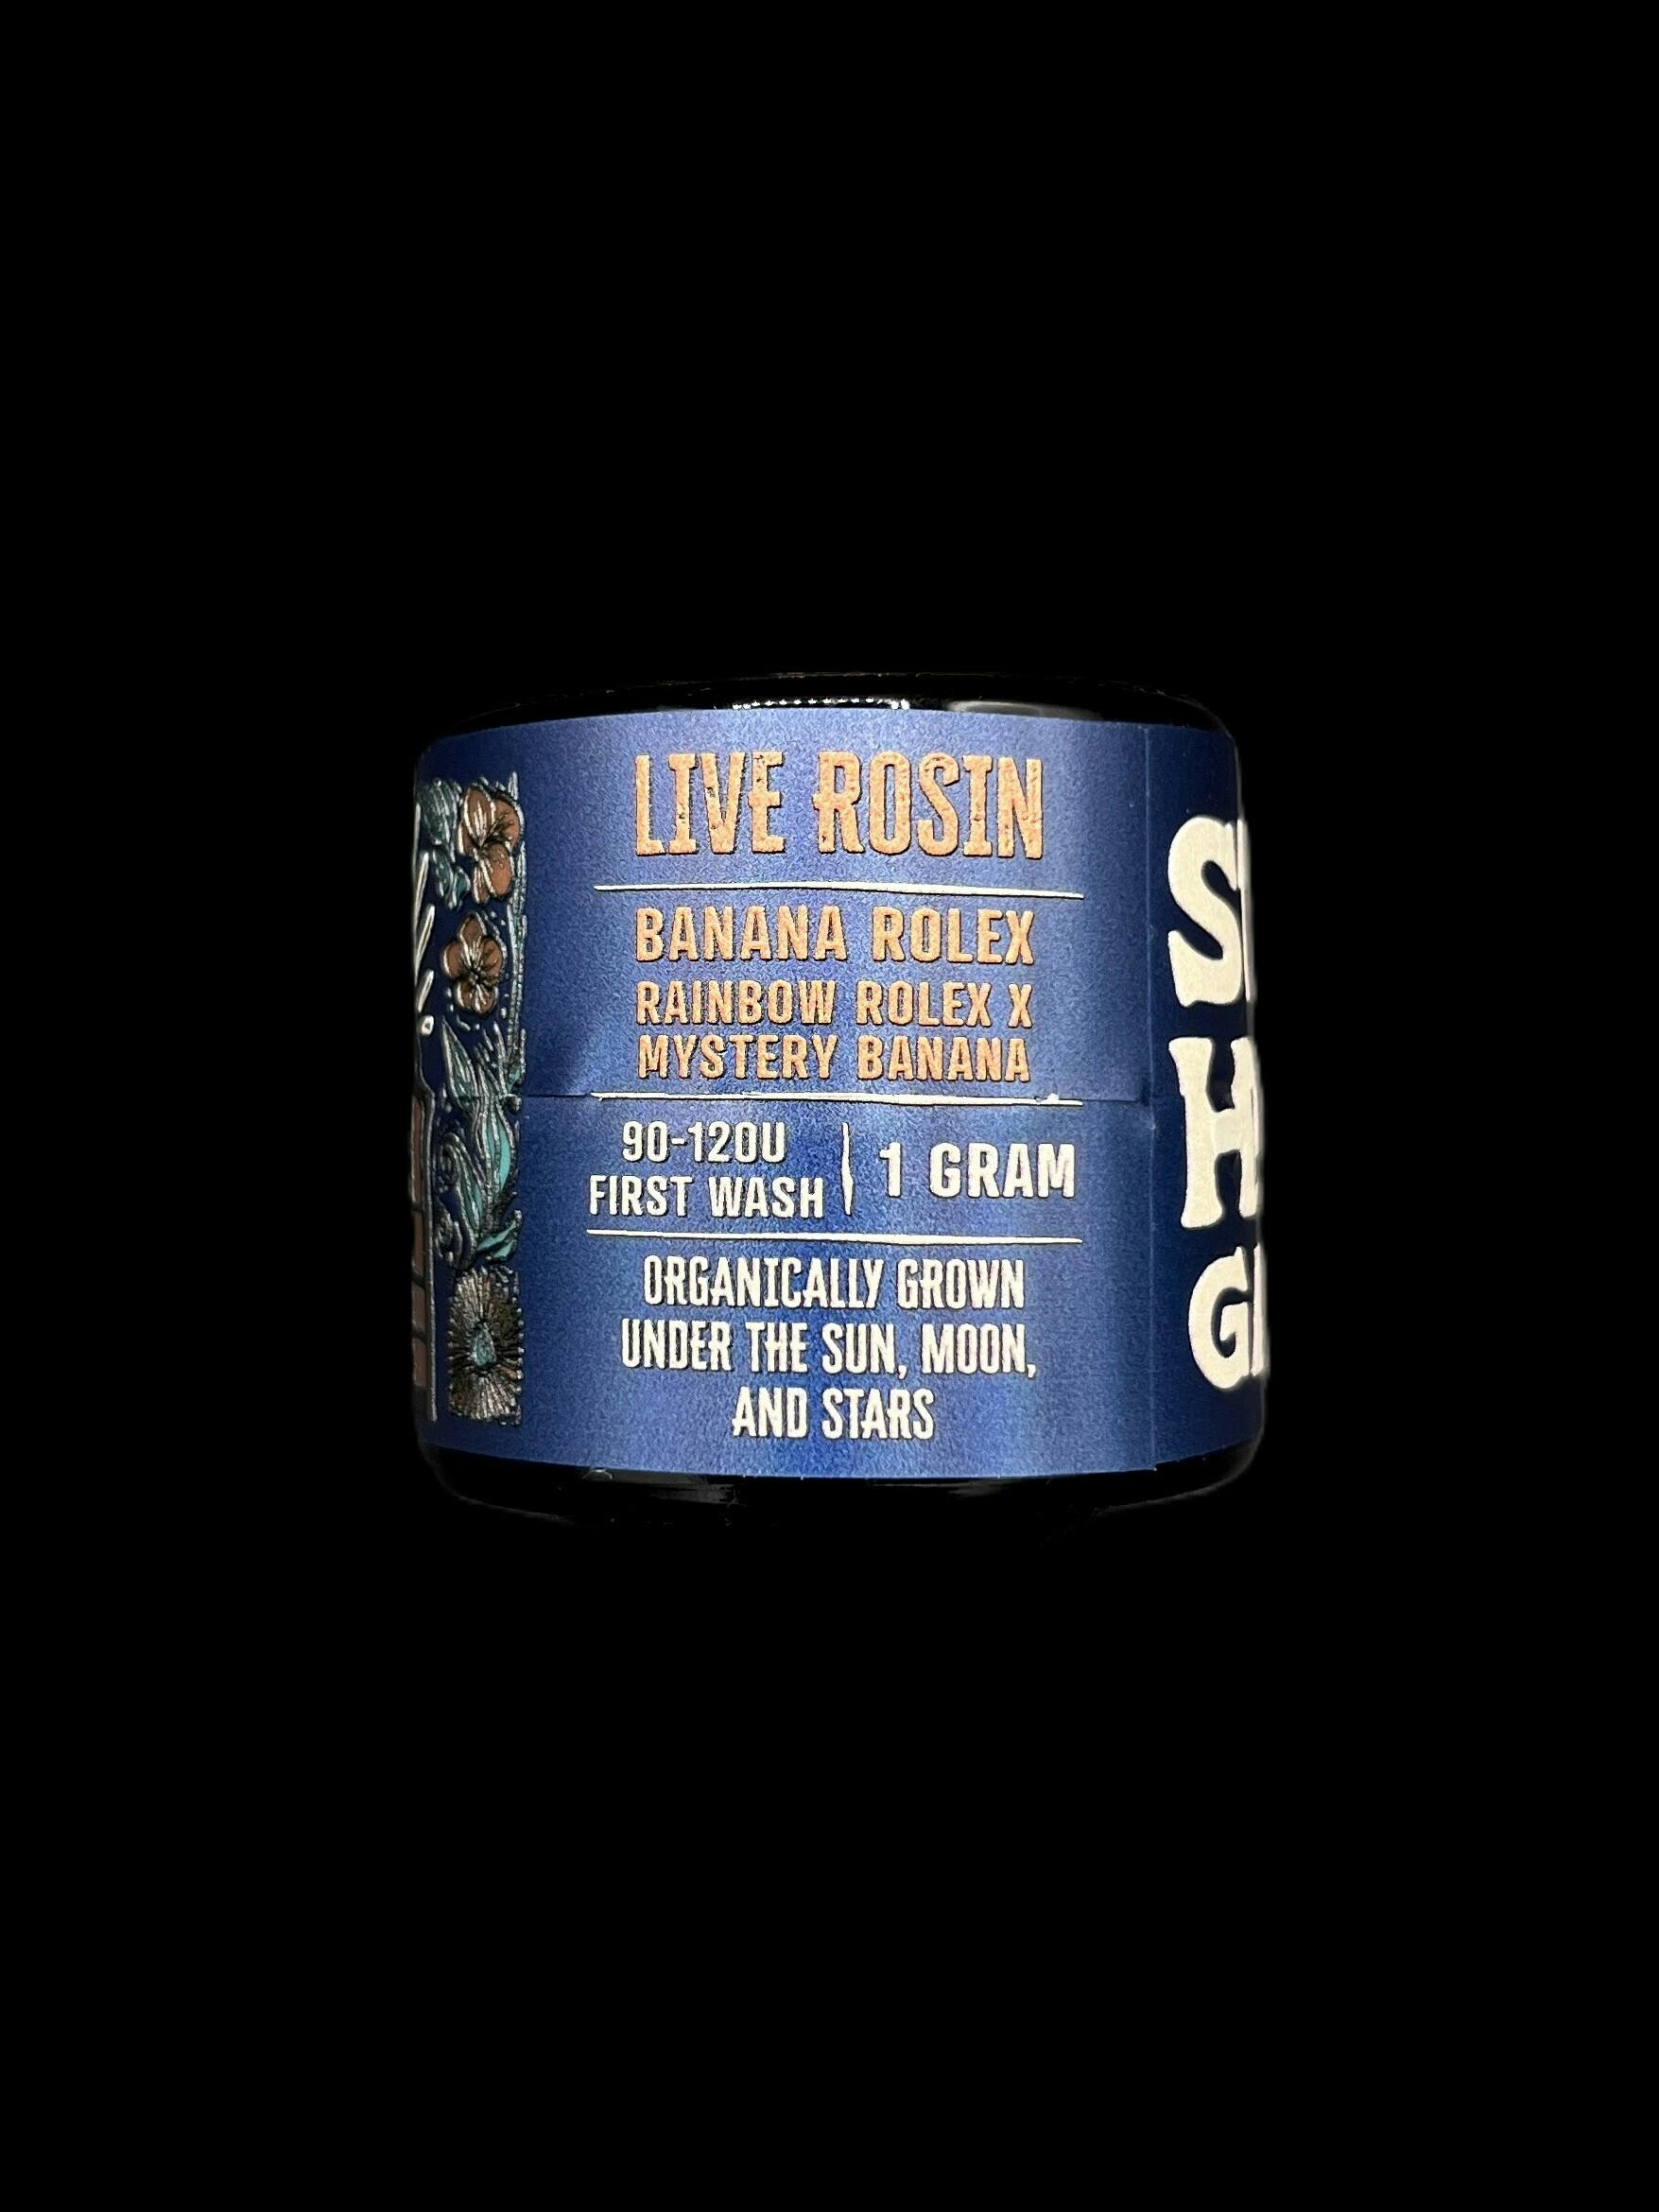 LIVE ROSIN
BANANA ROLEX
RAINBOW ROLEX X
MYSTERY BANANA
90-120U
FIRST WASH
1 GRAM
ORGANICALLY GROWN
UNDER THE SUN, MOON,
AND STARS